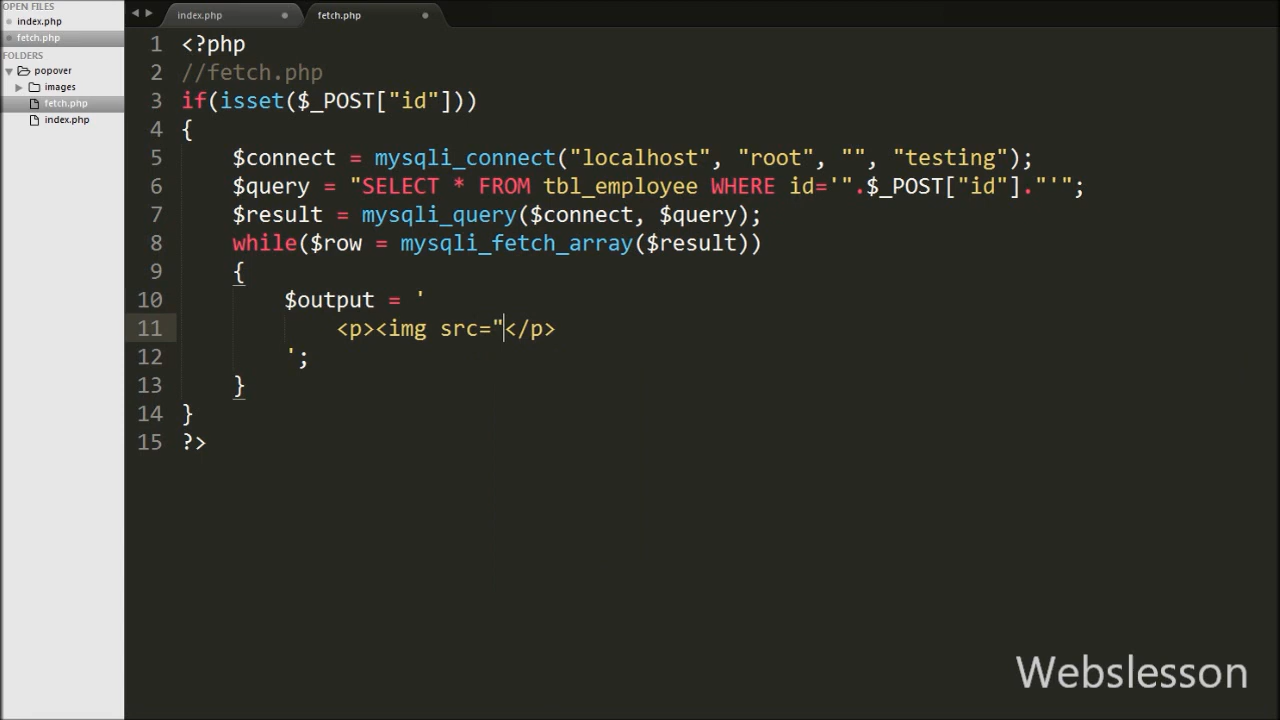 OPEN FILES
index.php
fetch.php
FOLDERS
popover
images
fetch.php
index.php
index.php
fetch.php
1 <?php
2 //fetch.php
3 if(isset($_POST["id"]))
4 {
5 $connect = mysqli_connect("localhost", "root", "", "testing");
6 $query = "SELECT * FROM tbl_employee WHERE id='".$_POST["id"]."'";
7 $result = mysqli_query($connect, $query);
8 while($row = mysqli_fetch_array($result))
9 {
10 $output = '
11 <p><img src="</p>
12 ';
13 }
14 }
15 ?>
Webslesson